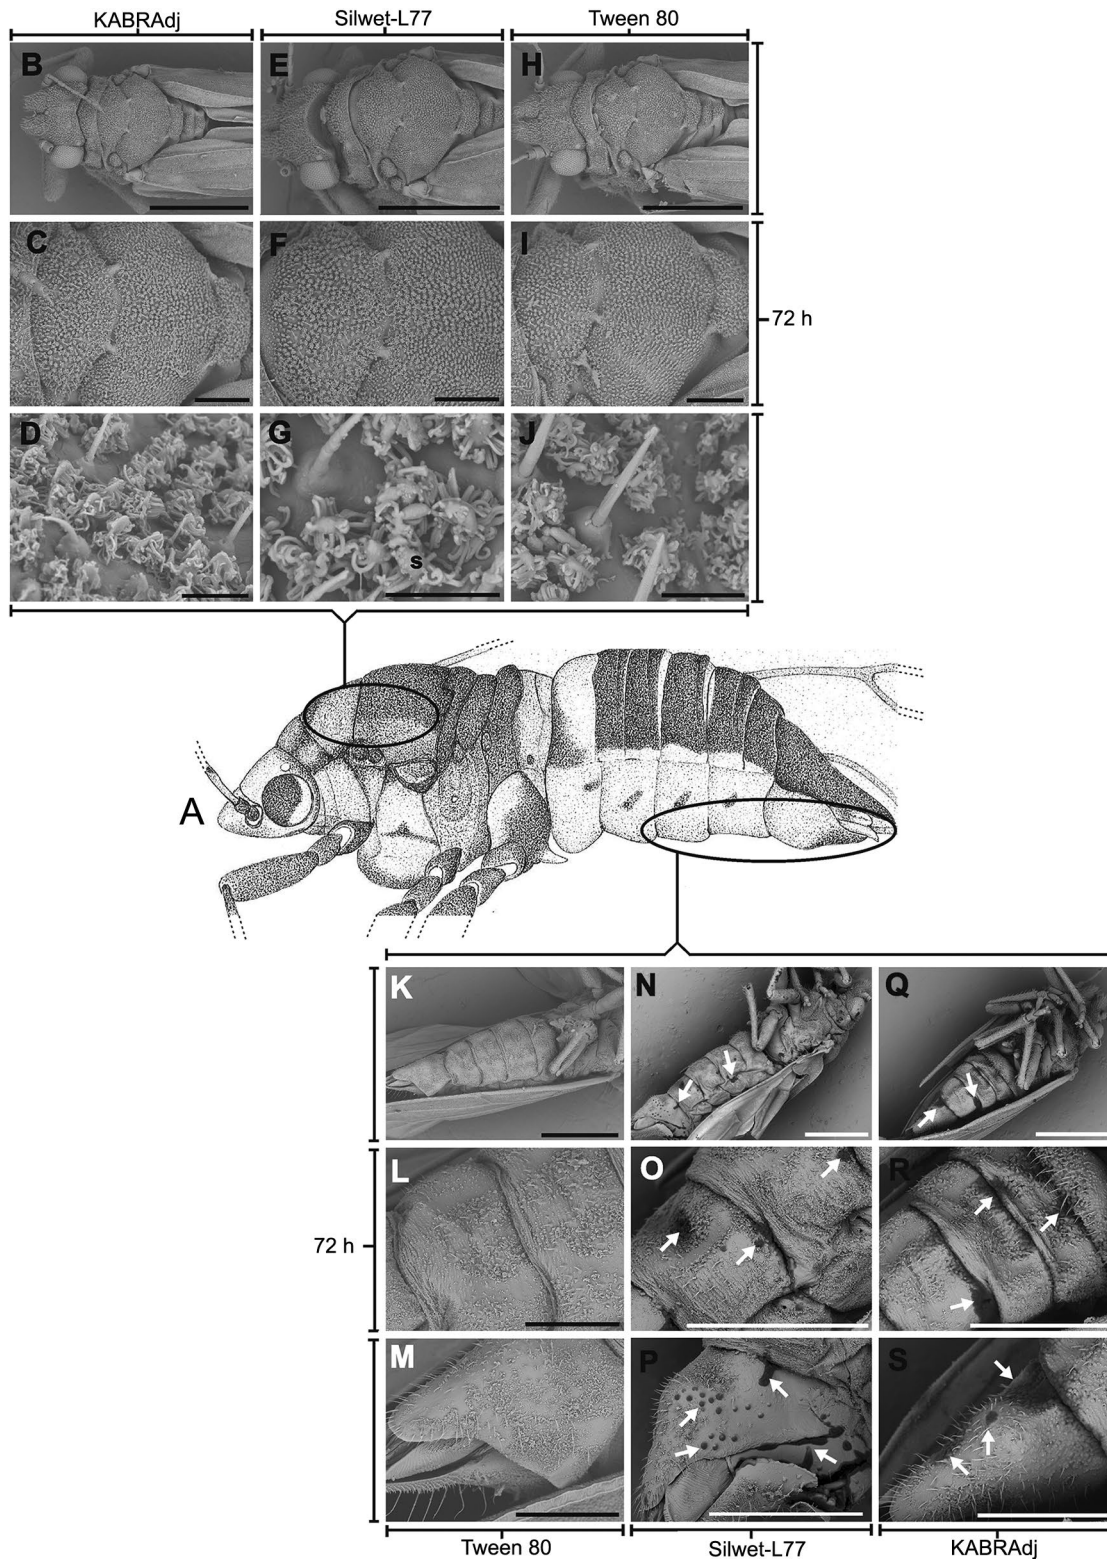 KABRAdj Silwet-L77 Tween 80
B E H
C F I
72 h
D G J
s
A
K N Q
L O R
72 h
M P S
Tween 80 Silwet-L77 KABRAdj